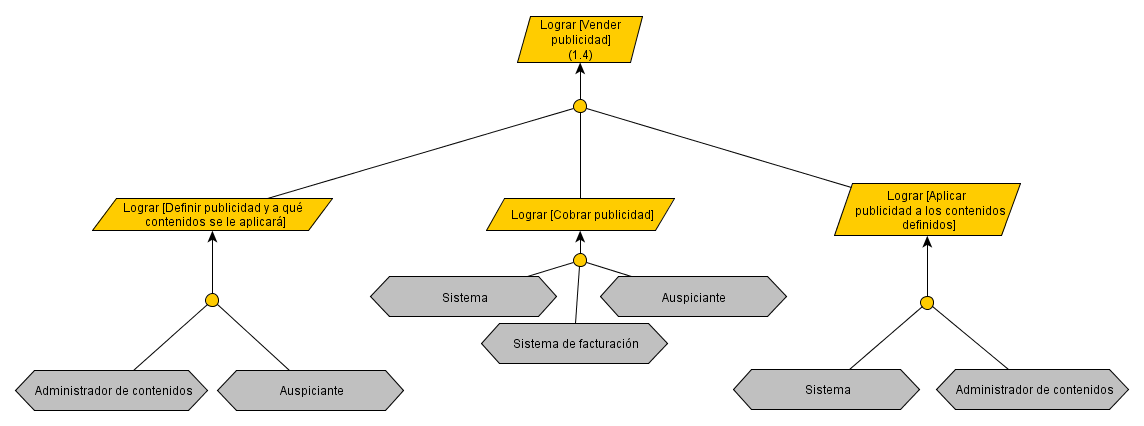 Lograr [Vender
publicidad]
(1.4)
Lograr [Definir publicidad y a qué
contenidos se le aplicará]
Lograr [Cobrar publicidad]
Lograr [Aplicar
publicidad a los contenidos
definidos]
Sistema
Auspiciante
Sistema de facturación
Administrador de contenidos
Auspiciante
Sistema
Administrador de contenidos